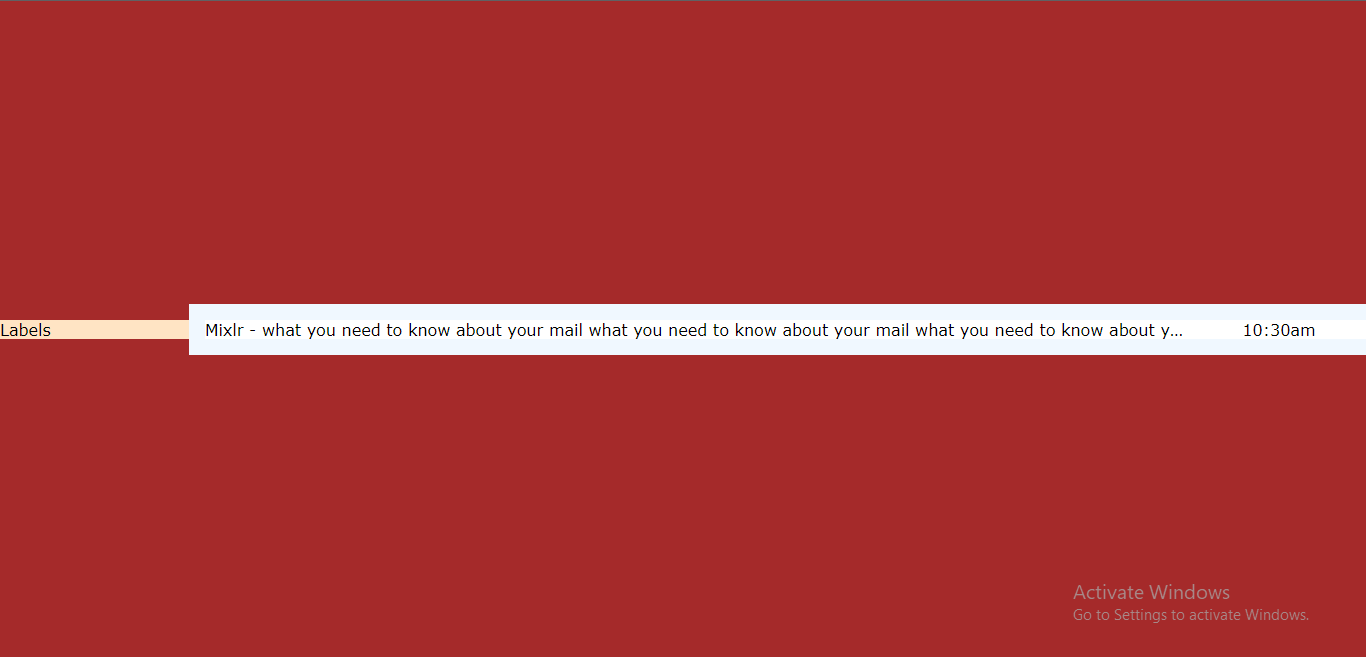 Labels Mixlr - what you need to know about your mail what you need to know about your mail what you need to know about y... 10:30am
Activate Windows
Go to Settings to activate Windows.